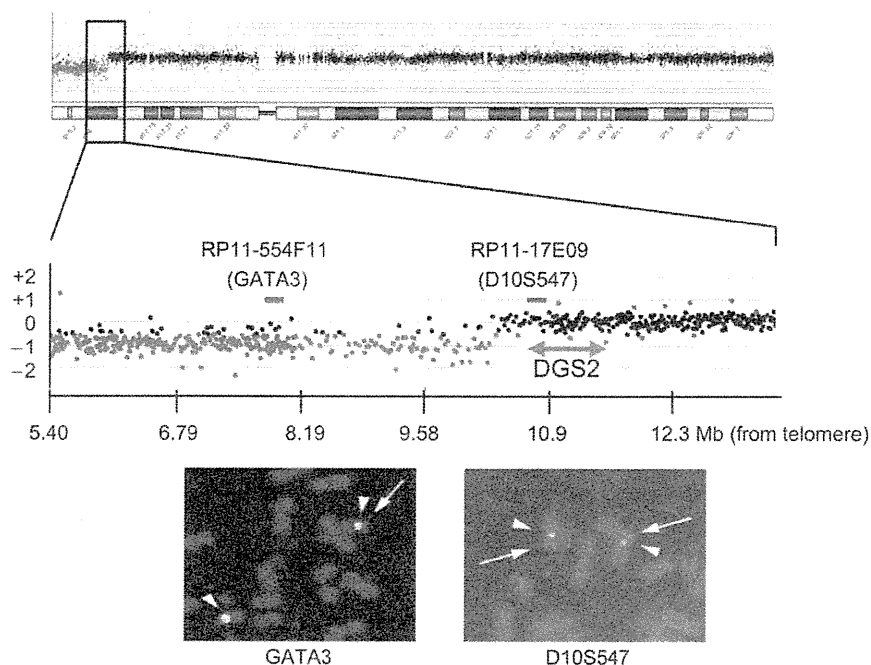 RP11-554F11
(GATA3)
RP11-17E09
(D10S547)
+2
+1
0
−1
−2
DGS2
5.40 6.79 8.19 9.58 10.9 12.3 Mb (from telomere)
GATA3
D10S547